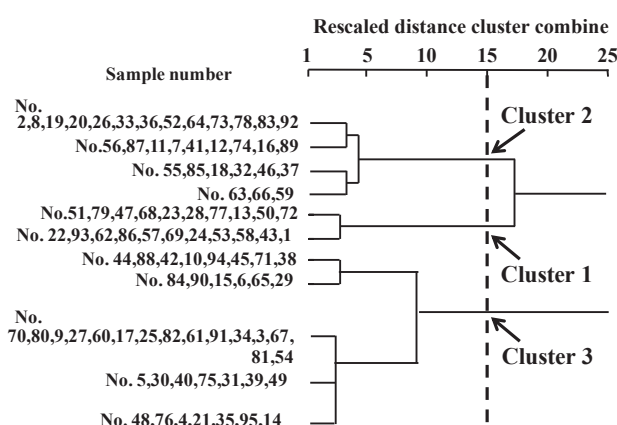 Rescaled distance cluster combine
1 5 10 15 20 25
Sample number
No.
2,8,19,20,26,33,36,52,64,73,78,83,92
Cluster 2
No.56,87,11,7,41,12,74,16,89
No. 55,85,18,32,46,37
No. 63,66,59
No.51,79,47,68,23,28,77,13,50,72
No. 22,93,62,86,57,69,24,53,58,43,1
No. 44,88,42,10,94,45,71,38
Cluster 1
No. 84,90,15,6,65,29
No.
70,80,9,27,60,17,25,82,61,91,34,3,67,
81,54
Cluster 3
No. 5,30,40,75,31,39,49
No. 48,76,4,21,35,95,14